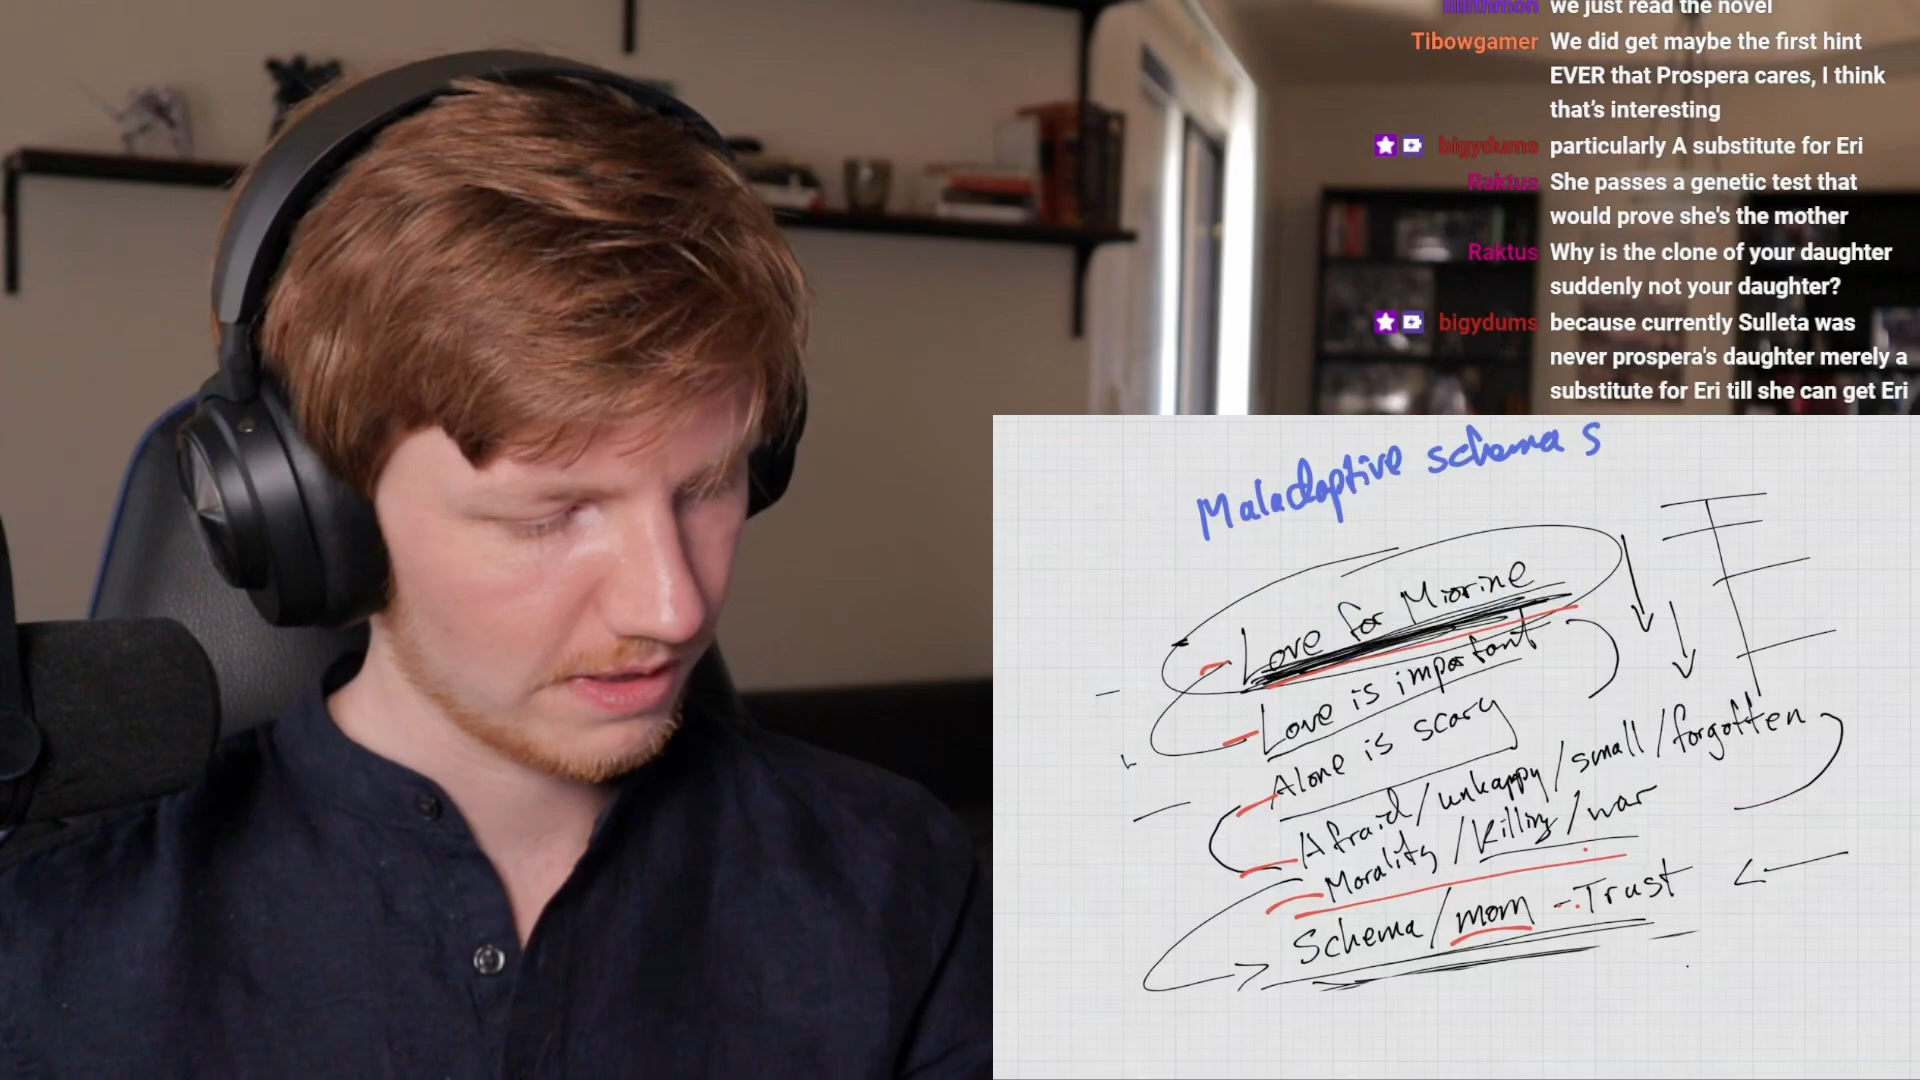 we just read the novel
Tibowgamer We did get maybe the first hint
EVER that Prospera cares, I think
that's interesting
bigydums particularly A substitute for Eri
Raktus She passes a genetic test that
would prove she's the mother
Raktus Why is the clone of your daughter
suddenly not your daughter?
bigydums because currently Sulleta was
never prospera's daughter merely a
substitute for Eri till she can get Eri
Maladaptive schemas
- Love for Miorine
- Love is important
- Alone is scary
- Afraid/unhappy/small/forgotten
- Morality/killing/war
Schema/mom - Trust